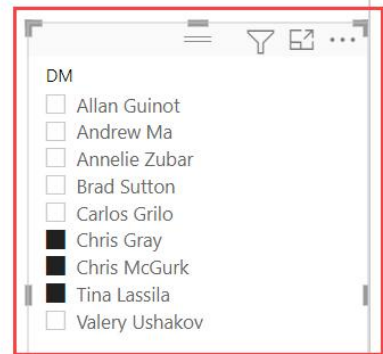 DM
Allan Guinot
Andrew Ma
Annelie Zubar
Brad Sutton
Carlos Grilo
Chris Gray
Chris McGurk
Tina Lassila
Valery Ushakov